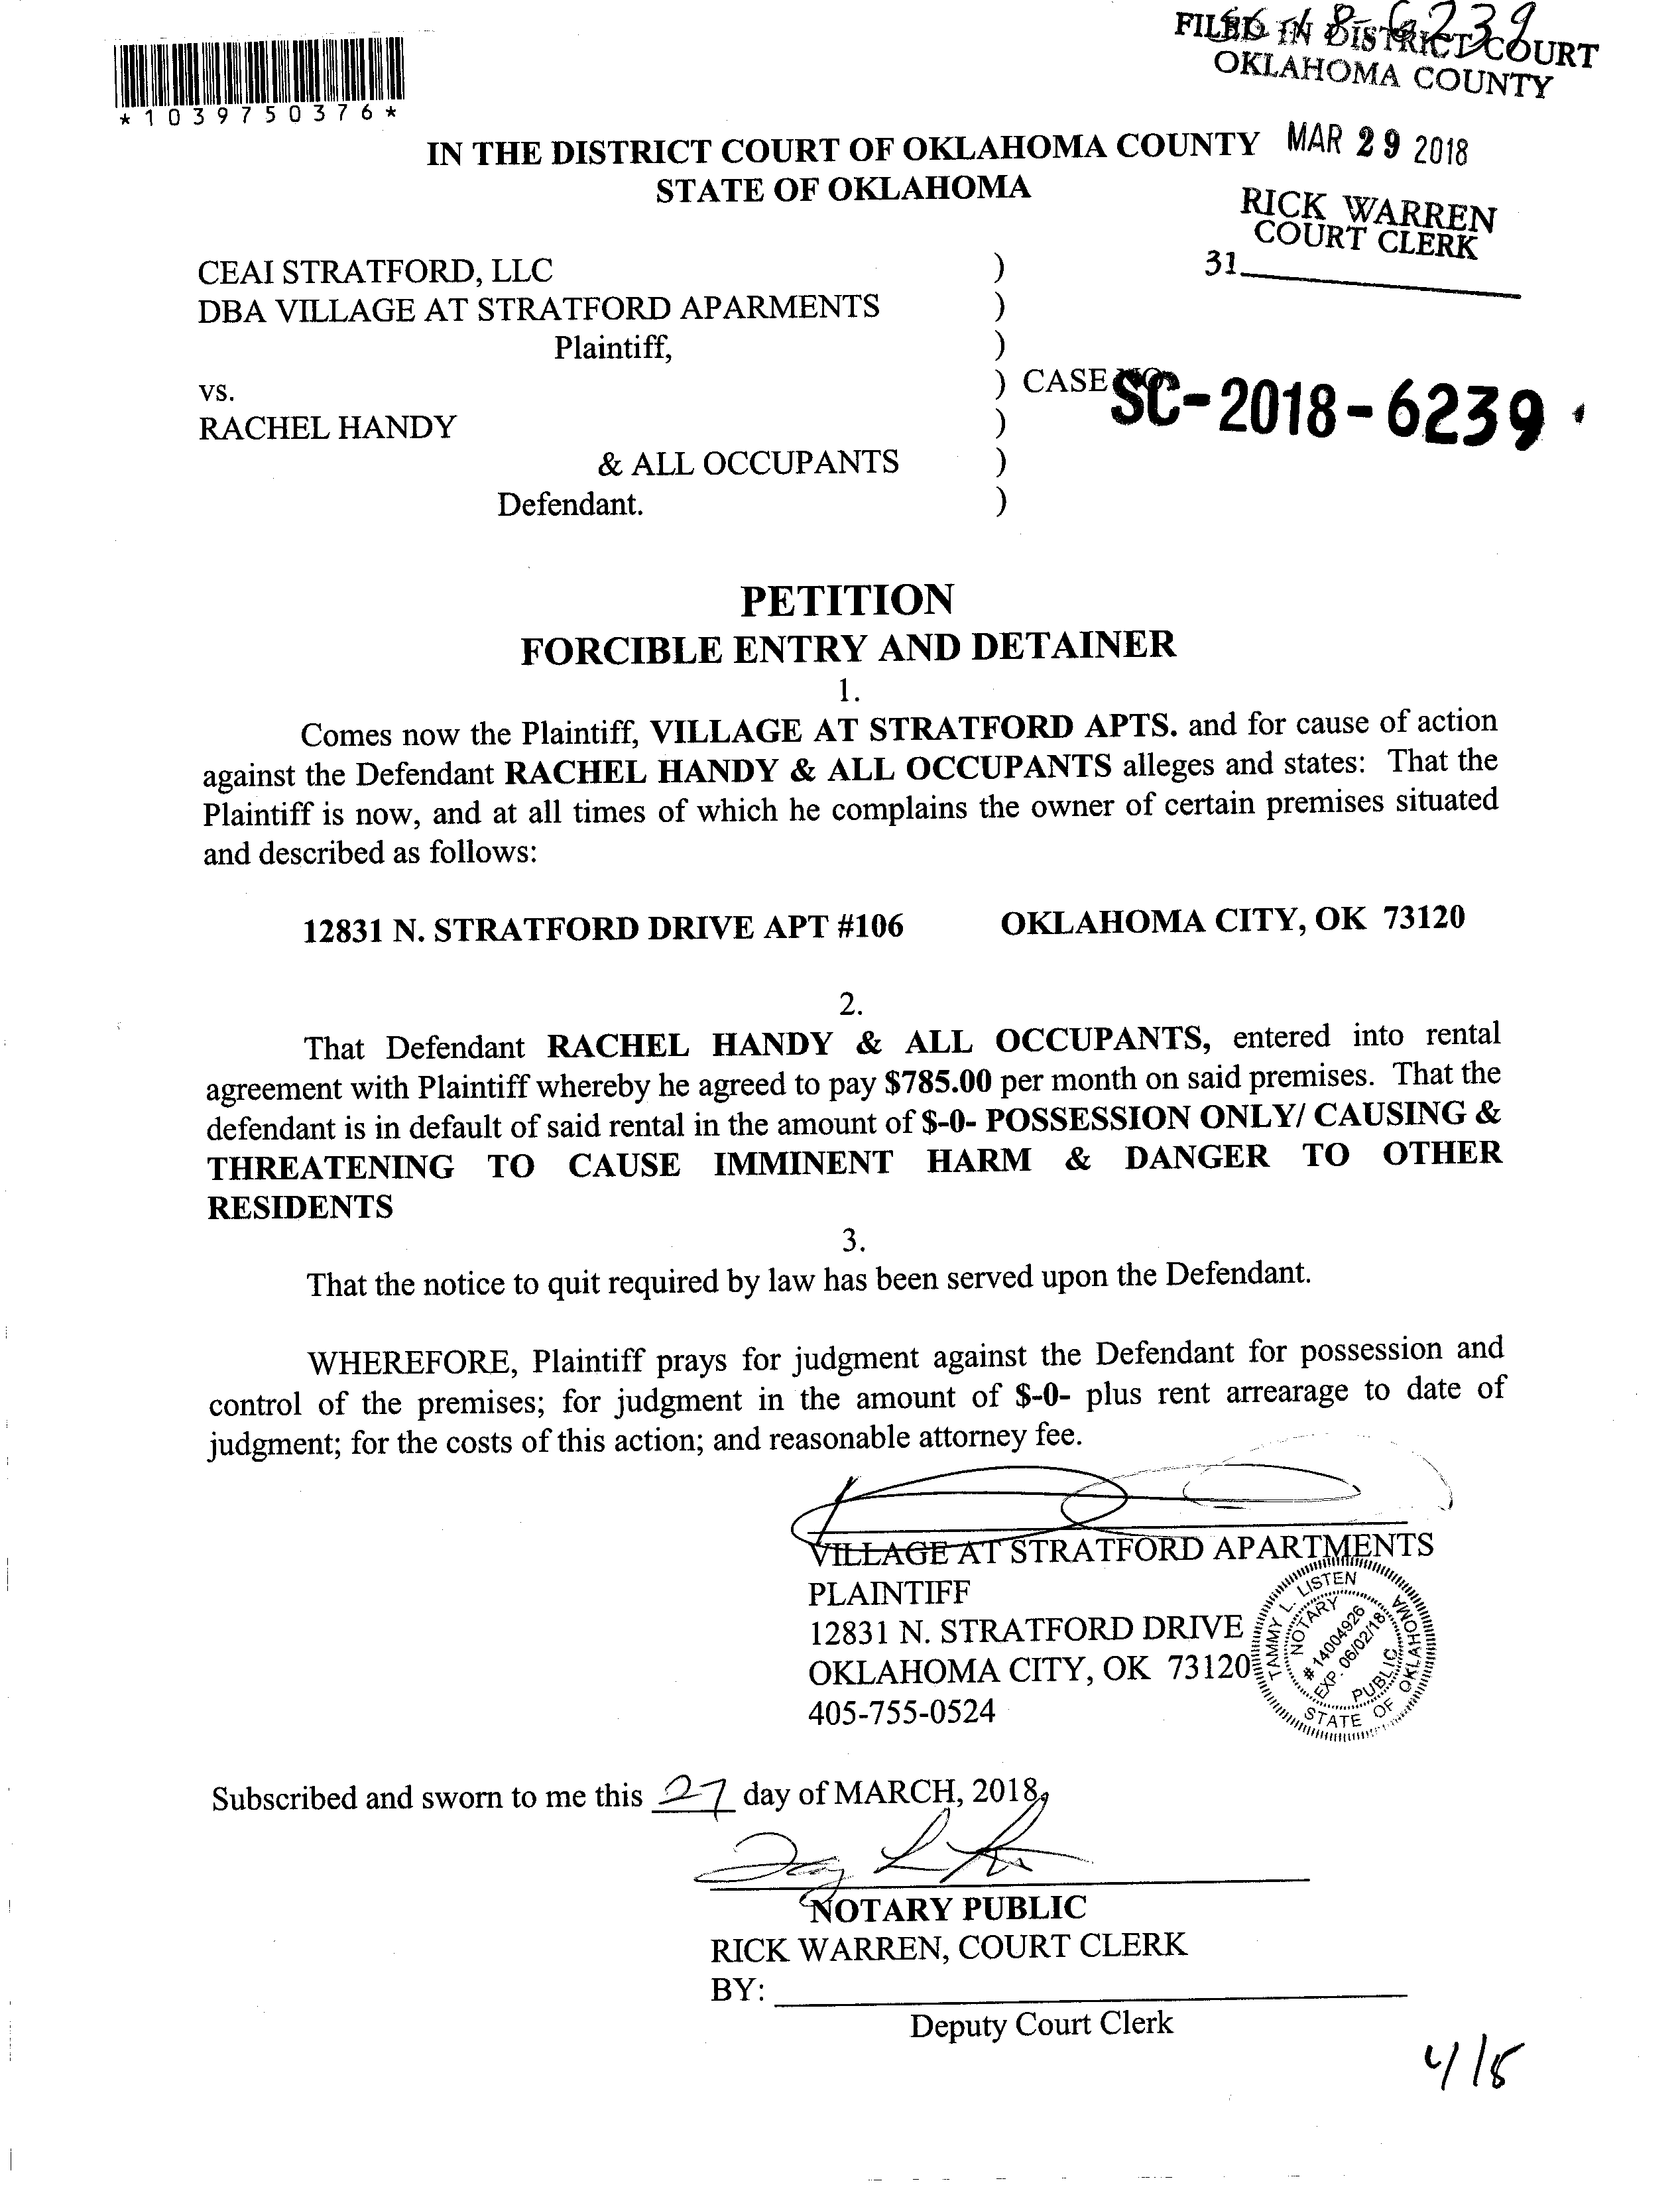 6239
FILED IN DISTRICT COURT
OKLAHOMA COUNTY
*1039750376*
IN THE DISTRICT COURT OF OKLAHOMA COUNTY
MAR 29 2018
STATE OF OKLAHOMA
RICK WARREN
COURT CLERK
31
CEAI STRATFORD, LLC )
DBA VILLAGE AT STRATFORD APARMENTS )
Plaintiff, )
vs. ) CASE NO. SC-2018-6239
RACHEL HANDY )
& ALL OCCUPANTS )
Defendant. )
PETITION
FORCIBLE ENTRY AND DETAINER
1.
Comes now the Plaintiff, VILLAGE AT STRATFORD APTS. and for cause of action
against the Defendant RACHEL HANDY & ALL OCCUPANTS alleges and states: That the
Plaintiff is now, and at all times of which he complains the owner of certain premises situated
and described as follows:
12831 N. STRATFORD DRIVE APT #106 OKLAHOMA CITY, OK 73120
2.
That Defendant RACHEL HANDY & ALL OCCUPANTS, entered into rental
agreement with Plaintiff whereby he agreed to pay $785.00 per month on said premises. That the
defendant is in default of said rental in the amount of $-0- POSSESSION ONLY/ CAUSING &
THREATENING TO CAUSE IMMINENT HARM & DANGER TO OTHER
RESIDENTS
3.
That the notice to quit required by law has been served upon the Defendant.
WHEREFORE, Plaintiff prays for judgment against the Defendant for possession and
control of the premises; for judgment in the amount of $-0- plus rent arrearage to date of
judgment; for the costs of this action; and reasonable attorney fee.
VILLAGE AT STRATFORD APARTMENTS
PLAINTIFF
12831 N. STRATFORD DRIVE
OKLAHOMA CITY, OK 73120
405-755-0524
TAMMY L. LISTEN
NOTARY
# 14004926
EXP. 06/02/18
PUBLIC
STATE OF OKLAHOMA
Subscribed and sworn to me this 27 day of MARCH, 2018,
NOTARY PUBLIC
RICK WARREN, COURT CLERK
BY:
Deputy Court Clerk
4/18